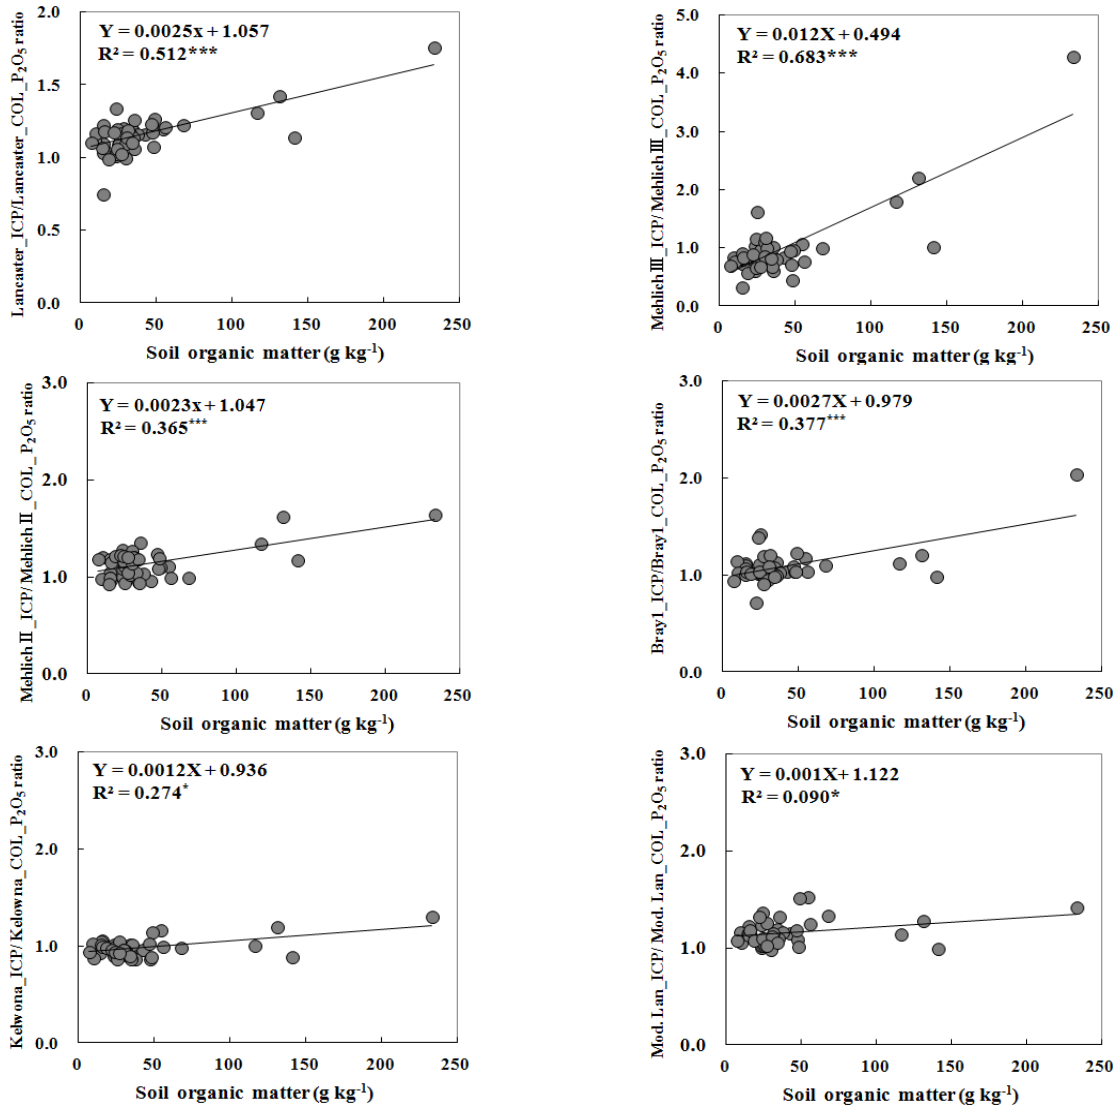 Lancaster_ICP/Lancaster_COL_P₂O₅ ratio
2.0
1.5
1.0
0.5
0.0
Y = 0.0025x + 1.057
R² = 0.512***
0 50 100 150 200 250
Soil organic matter (g kg⁻¹)
Mehlich Ⅲ_ICP/ Mehlich Ⅲ_COL_P₂O₅ ratio
5.0
4.0
3.0
2.0
1.0
0.0
Y = 0.012X + 0.494
R² = 0.683***
0 50 100 150 200 250
Soil organic matter (g kg⁻¹)
Mehlich Ⅱ_ICP/ Mehlich Ⅱ_COL_ P₂O₅ ratio
3.0
2.0
1.0
0.0
Y = 0.0023x + 1.047
R² = 0.365***
0 50 100 150 200 250
Soil organic matter (g kg⁻¹)
Bray1_ICP/Bray1_COL_P₂O₅ ratio
3.0
2.0
1.0
0.0
Y = 0.0027X + 0.979
R² = 0.377***
0 50 100 150 200 250
Soil organic matter (g kg⁻¹)
Kelwona_ICP/ Kelowna_COL_P₂O₅ ratio
3.0
2.0
1.0
0.0
Y = 0.0012X + 0.936
R² = 0.274*
0 50 100 150 200 250
Soil organic matter (g kg⁻¹)
Mod. Lan_ICP/ Mod. Lan_COL_P₂O₅ ratio
3.0
2.0
1.0
0.0
Y = 0.001X + 1.122
R² = 0.090*
0 50 100 150 200 250
Soil organic matter (g kg⁻¹)